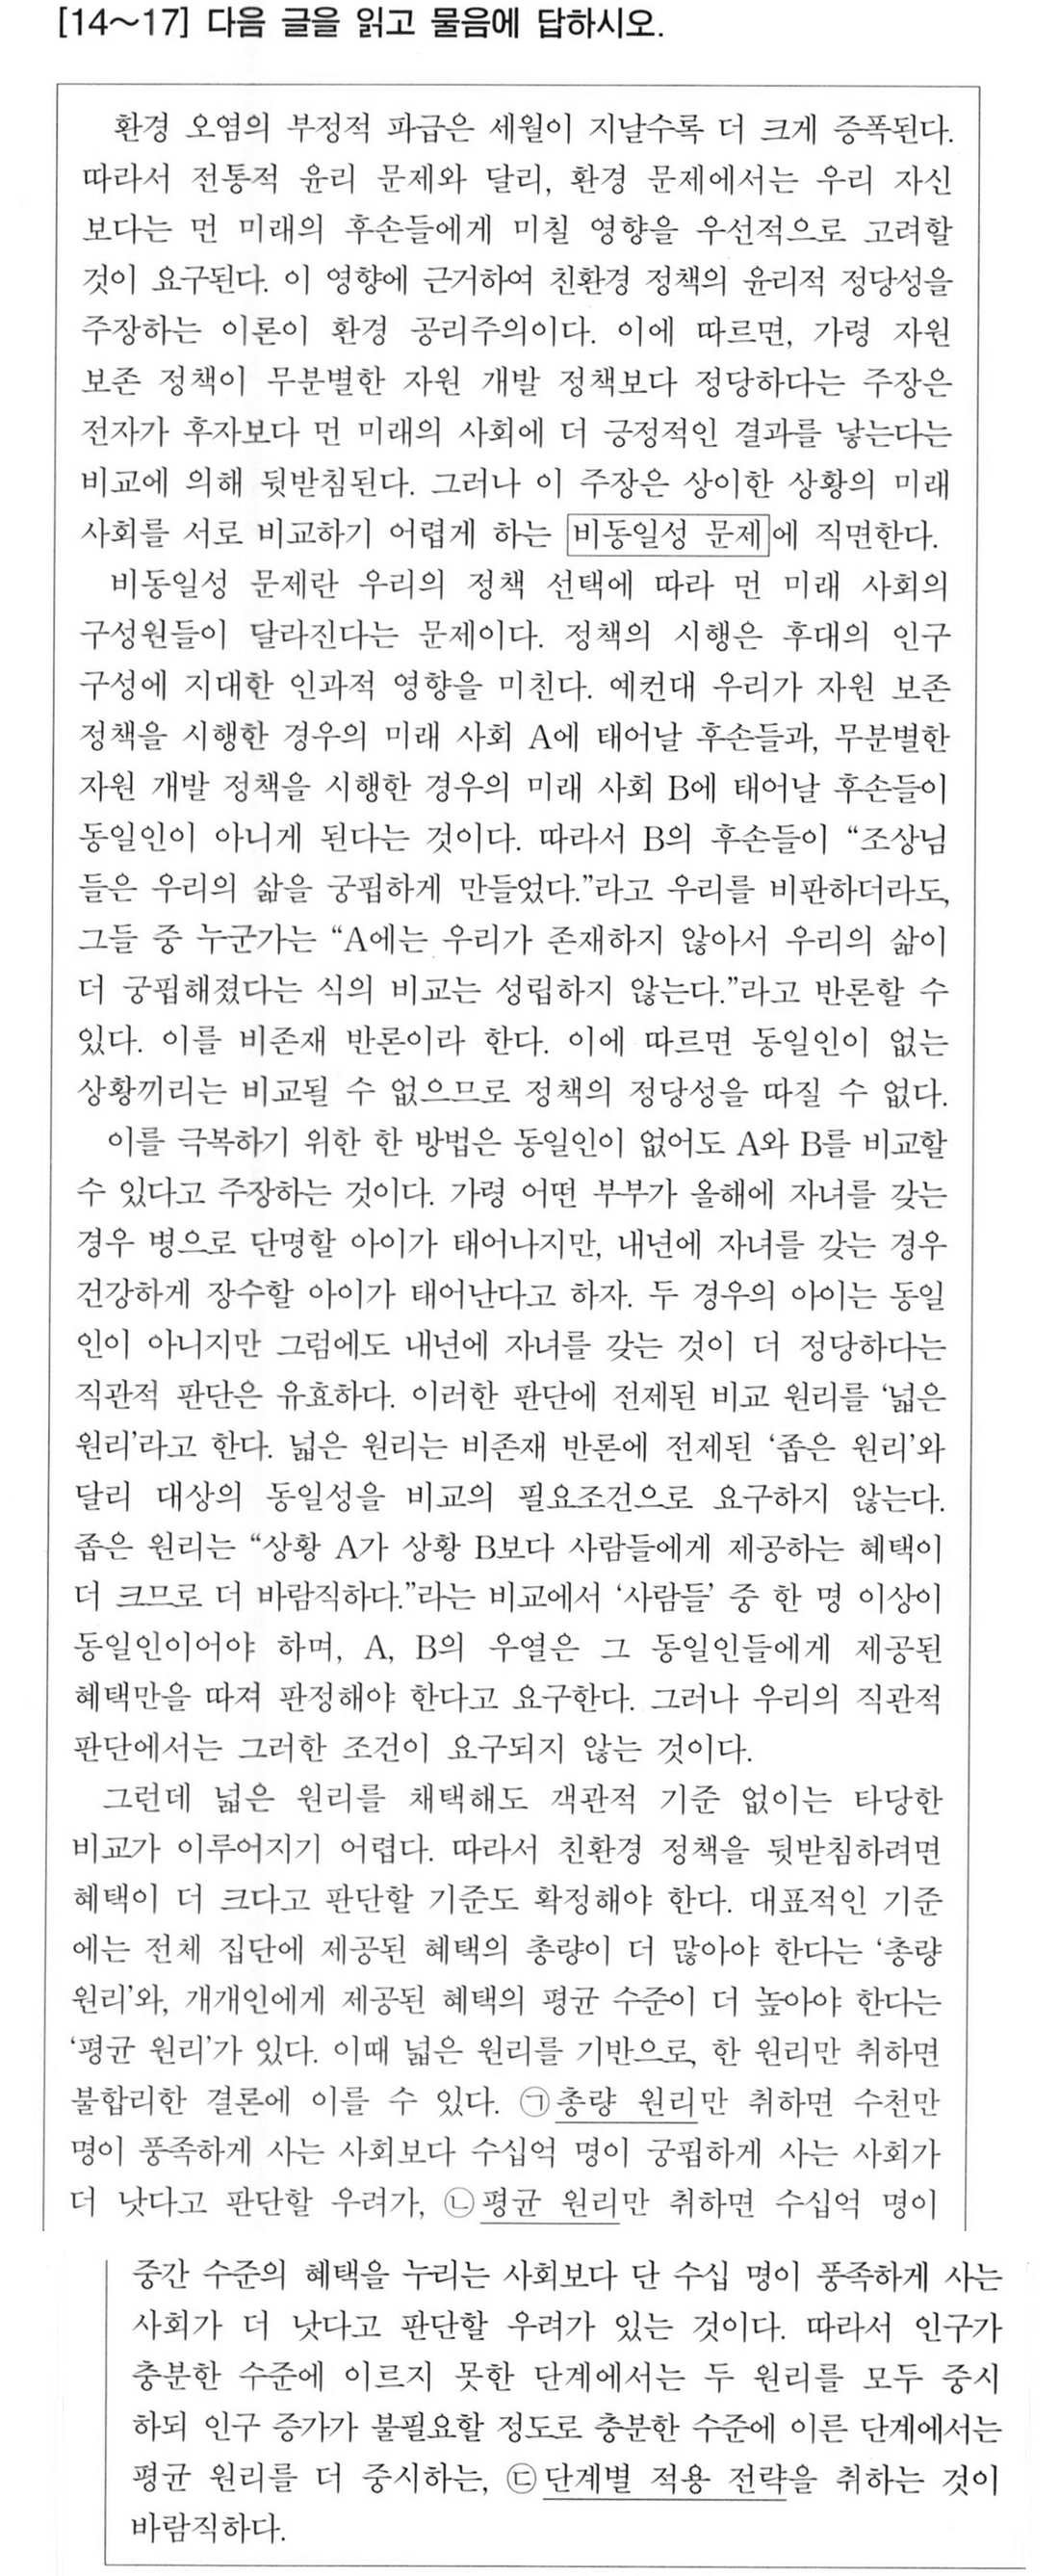 [14～17] 다음 글을 읽고 물음에 답하시오.
환경 오염의 부정적 파급은 세월이 지날수록 더 크게 증폭된다.
따라서 전통적 윤리 문제와 달리, 환경 문제에서는 우리 자신
보다는 먼 미래의 후손들에게 미칠 영향을 우선적으로 고려할
것이 요구된다. 이 영향에 근거하여 친환경 정책의 윤리적 정당성을
주장하는 이론이 환경 공리주의이다. 이에 따르면, 가령 자원
보존 정책이 무분별한 자원 개발 정책보다 정당하다는 주장은
전자가 후자보다 먼 미래의 사회에 더 긍정적인 결과를 낳는다는
비교에 의해 뒷받침된다. 그러나 이 주장은 상이한 상황의 미래
사회를 서로 비교하기 어렵게 하는 비동일성 문제에 직면한다.
비동일성 문제란 우리의 정책 선택에 따라 먼 미래 사회의
구성원들이 달라진다는 문제이다. 정책의 시행은 후대의 인구
구성에 지대한 인과적 영향을 미친다. 예컨대 우리가 자원 보존
정책을 시행한 경우의 미래 사회 A에 태어날 후손들과, 무분별한
자원 개발 정책을 시행한 경우의 미래 사회 B에 태어날 후손들이
동일인이 아니게 된다는 것이다. 따라서 B의 후손들이 “조상님
들은 우리의 삶을 궁핍하게 만들었다.”라고 우리를 비판하더라도,
그들 중 누군가는 “A에는 우리가 존재하지 않아서 우리의 삶이
더 궁핍해졌다는 식의 비교는 성립하지 않는다.”라고 반론할 수
있다. 이를 비존재 반론이라 한다. 이에 따르면 동일인이 없는
상황끼리는 비교될 수 없으므로 정책의 정당성을 따질 수 없다.
이를 극복하기 위한 한 방법은 동일인이 없어도 A와 B를 비교할
수 있다고 주장하는 것이다. 가령 어떤 부부가 올해에 자녀를 갖는
경우 병으로 단명할 아이가 태어나지만, 내년에 자녀를 갖는 경우
건강하게 장수할 아이가 태어난다고 하자. 두 경우의 아이는 동일
인이 아니지만 그럼에도 내년에 자녀를 갖는 것이 더 정당하다는
직관적 판단은 유효하다. 이러한 판단에 전제된 비교 원리를 ‘넓은
원리’라고 한다. 넓은 원리는 비존재 반론에 전제된 ‘좁은 원리’와
달리 대상의 동일성을 비교의 필요조건으로 요구하지 않는다.
좁은 원리는 “상황 A가 상황 B보다 사람들에게 제공하는 혜택이
더 크므로 더 바람직하다.”라는 비교에서 ‘사람들’ 중 한 명 이상이
동일인이어야 하며, A, B의 우열은 그 동일인들에게 제공된
혜택만을 따져 판정해야 한다고 요구한다. 그러나 우리의 직관적
판단에서는 그러한 조건이 요구되지 않는 것이다.
그런데 넓은 원리를 채택해도 객관적 기준 없이는 타당한
비교가 이루어지기 어렵다. 따라서 친환경 정책을 뒷받침하려면
혜택이 더 크다고 판단할 기준도 확정해야 한다. 대표적인 기준
에는 전체 집단에 제공된 혜택의 총량이 더 많아야 한다는 ‘총량
원리’와, 개개인에게 제공된 혜택의 평균 수준이 더 높아야 한다는
‘평균 원리’가 있다. 이때 넓은 원리를 기반으로, 한 원리만 취하면
불합리한 결론에 이를 수 있다. ㉠총량 원리만 취하면 수천만
명이 풍족하게 사는 사회보다 수십억 명이 궁핍하게 사는 사회가
더 낫다고 판단할 우려가, ㉡평균 원리만 취하면 수십억 명이
중간 수준의 혜택을 누리는 사회보다 단 수십 명이 풍족하게 사는
사회가 더 낫다고 판단할 우려가 있는 것이다. 따라서 인구가
충분한 수준에 이르지 못한 단계에서는 두 원리를 모두 중시
하되 인구 증가가 불필요할 정도로 충분한 수준에 이른 단계에서는
평균 원리를 더 중시하는, ㉢단계별 적용 전략을 취하는 것이
바람직하다.